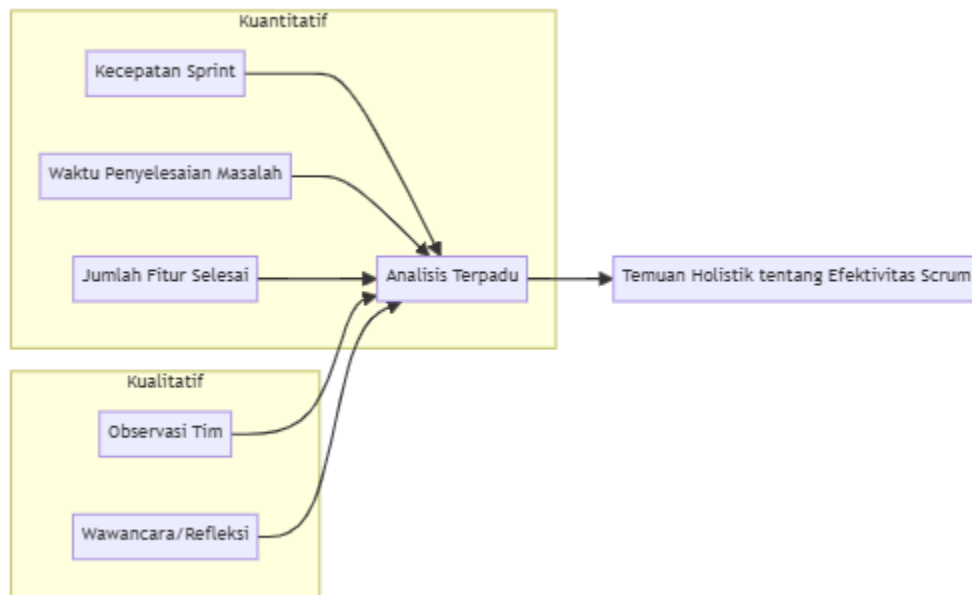 Kuantitatif
Kecepatan Sprint
Waktu Penyelesaian Masalah
Jumlah Fitur Selesai
Analisis Terpadu
Temuan Holistik tentang Efektivitas Scrum
Kualitatif
Observasi Tim
Wawancara/Refleksi